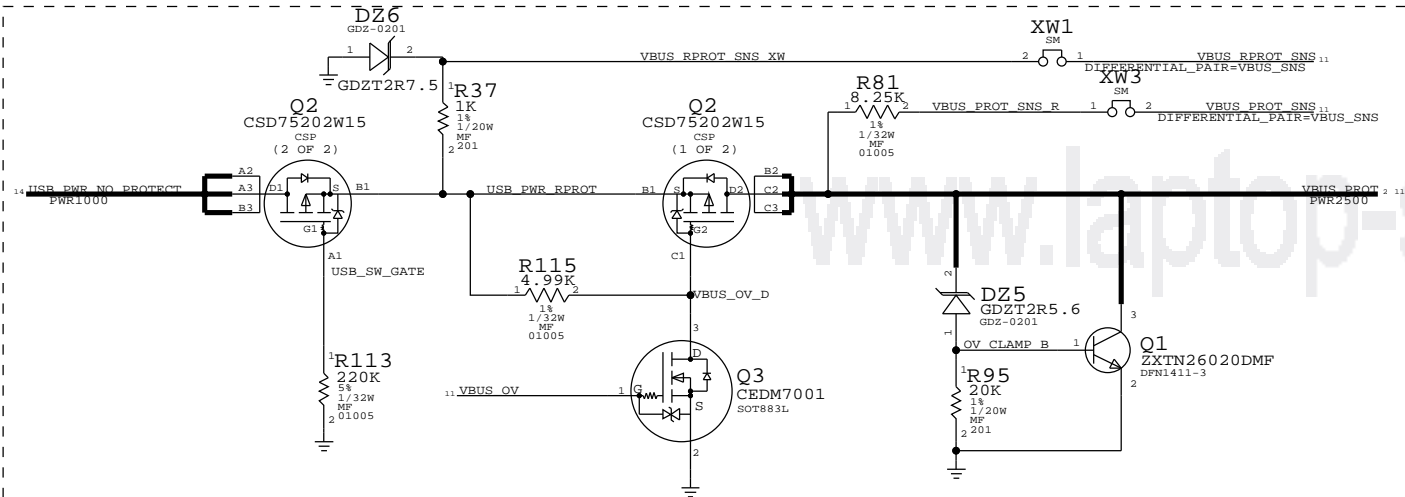 DZ6
GDZ-0201
1 2
GDZT2R7.5
VBUS_RPROT_SNS_XW
XW1
SM
2 1
VBUS_RPROT_SNS 11
DIFFERENTIAL_PAIR=VBUS_SNS
XW3
SM
1 2
VBUS_PROT_SNS 11
DIFFERENTIAL_PAIR=VBUS_SNS
R81
8.25K
1 2
1%
1/32W
MF
01005
VBUS_PROT_SNS_R
1
R37
1K
1%
1/20W
MF
2 201
Q2
CSD75202W15
CSP
(2 OF 2)
Q2
CSD75202W15
CSP
(1 OF 2)
14 USB_PWR_NO_PROTECT
PWR1000
A2
A3
B3
D1
S
B1
G1
A1
USB_SW_GATE
USB_PWR_RPROT
B1
S
D2
B2
C2
C3
G2
C1
VBUS_PROT 2 11
PWR2500
www.laptop-
R115
4.99K
1 2
1%
1/32W
MF
01005
VBUS_OV_D
1
R113
220K
5%
1/32W
MF
2 01005
11 VBUS_OV
3
D
1 G
S
2
Q3
CEDM7001
SOT883L
2
DZ5
GDZT2R5.6
GDZ-0201
1
OV_CLAMP_B
1
3
2
Q1
ZXTN26020DMF
DFN1411-3
1
R95
20K
1%
1/20W
MF
2 201